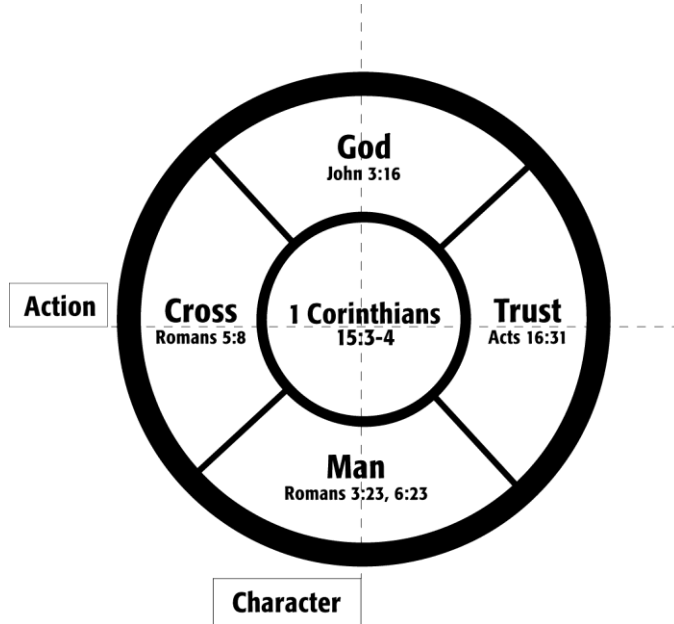 God
John 3:16
Action
Cross
Romans 5:8
1 Corinthians
15:3-4
Trust
Acts 16:31
Man
Romans 3:23, 6:23
Character